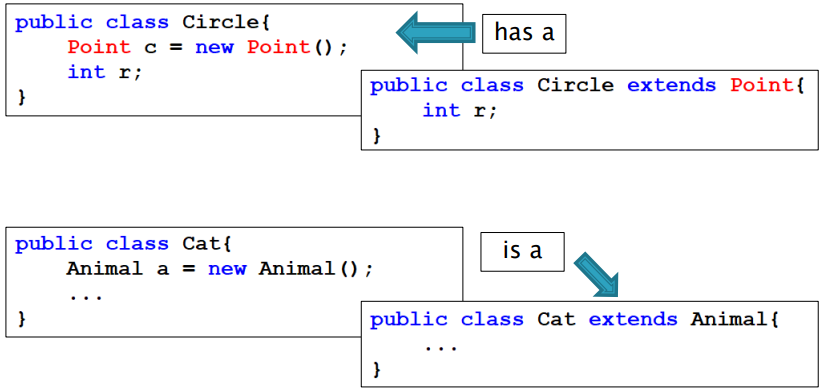 public class Circle{
Point c = new Point();
int r;
}
has a
public class Circle extends Point{
int r;
}
public class Cat{
Animal a = new Animal();
...
}
is a
public class Cat extends Animal{
...
}